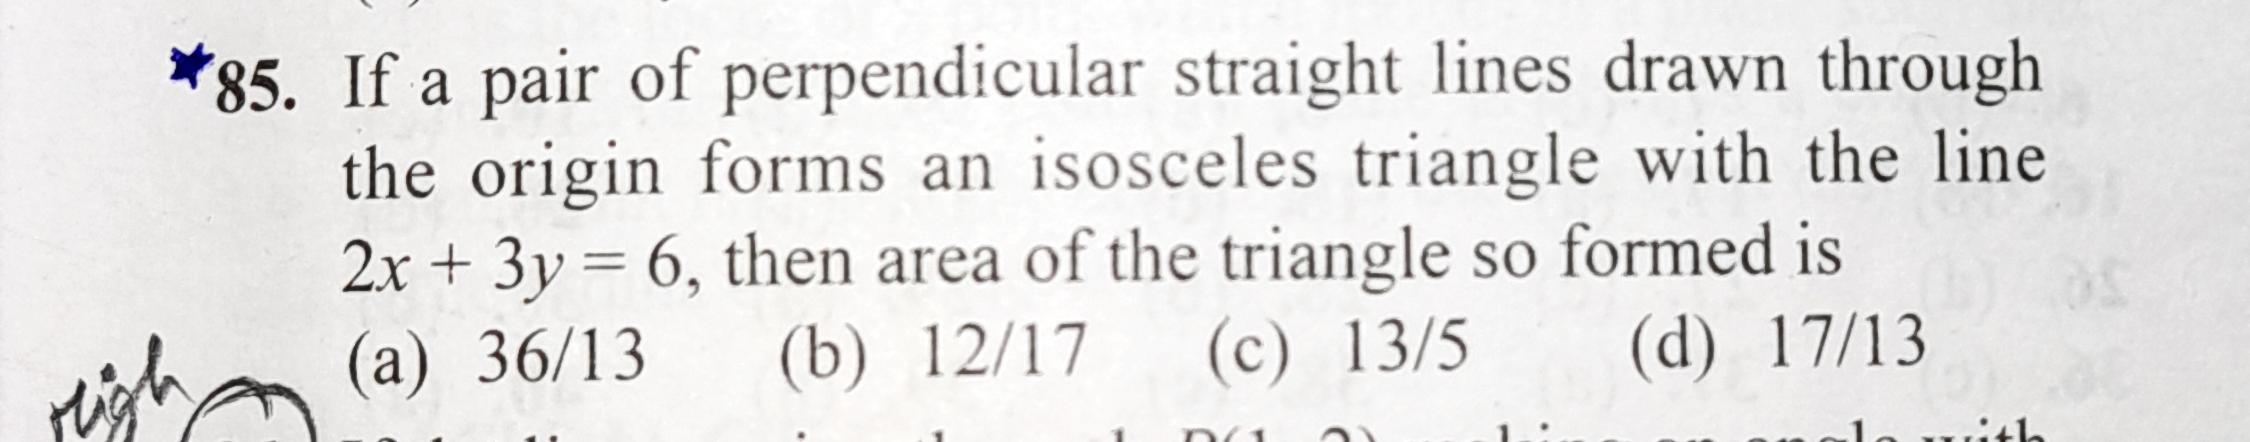 *85. If a pair of perpendicular straight lines drawn through
the origin forms an isosceles triangle with the line
2x + 3y = 6, then area of the triangle so formed is
(a) 36/13 (b) 12/17 (c) 13/5 (d) 17/13
righ